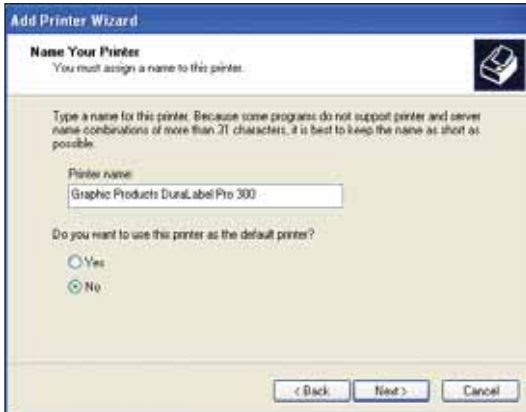 Add Printer Wizard
Name Your Printer
You must assign a name to this printer.
Type a name for this printer. Because some programs do not support printer and server
name combinations of more than 31 characters, it is best to keep the name as short as
possible.
Printer name:
Graphic Products DuraLabel Pro 300
Do you want to use this printer as the default printer?
Yes
No
< Back
Next >
Cancel